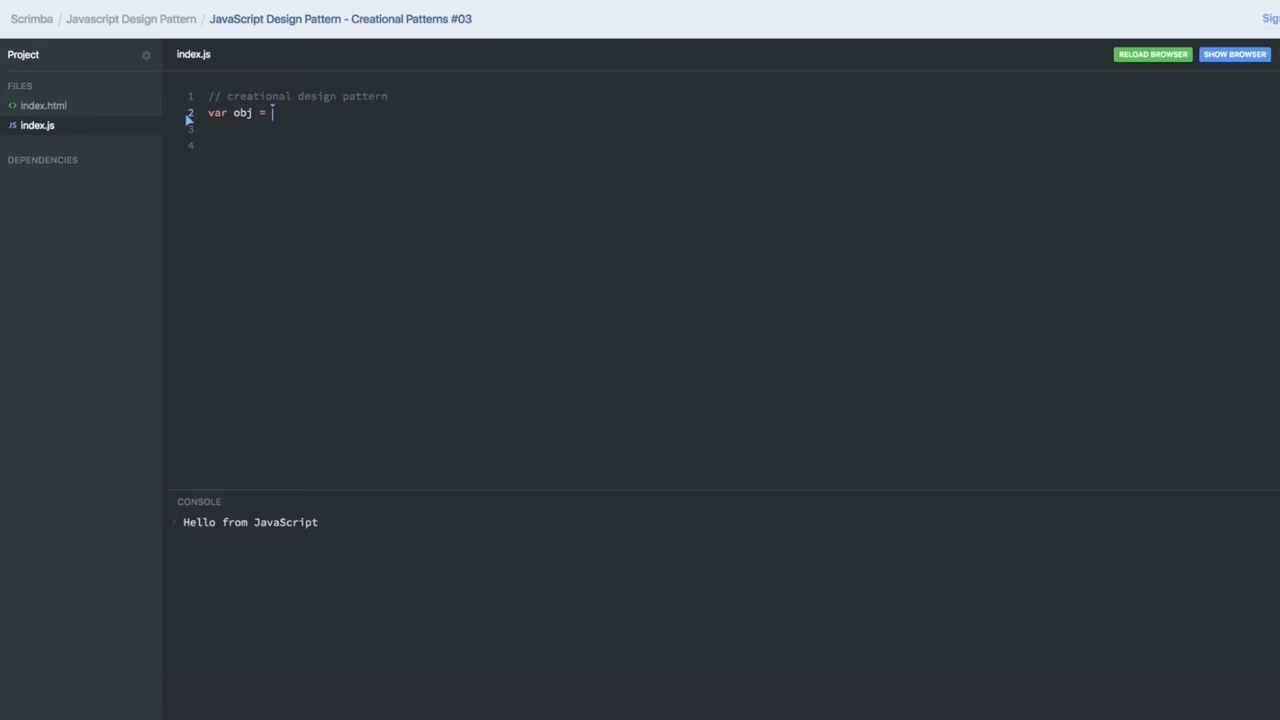 Scrimba / Javascript Design Pattern / JavaScript Design Pattern - Creational Patterns #03
Project
index.js
RELOAD BROWSER
SHOW BROWSER
FILES
<> index.html
JS index.js
DEPENDENCIES
1 // creational design pattern
2 var obj =
3
4
CONSOLE
> Hello from JavaScript